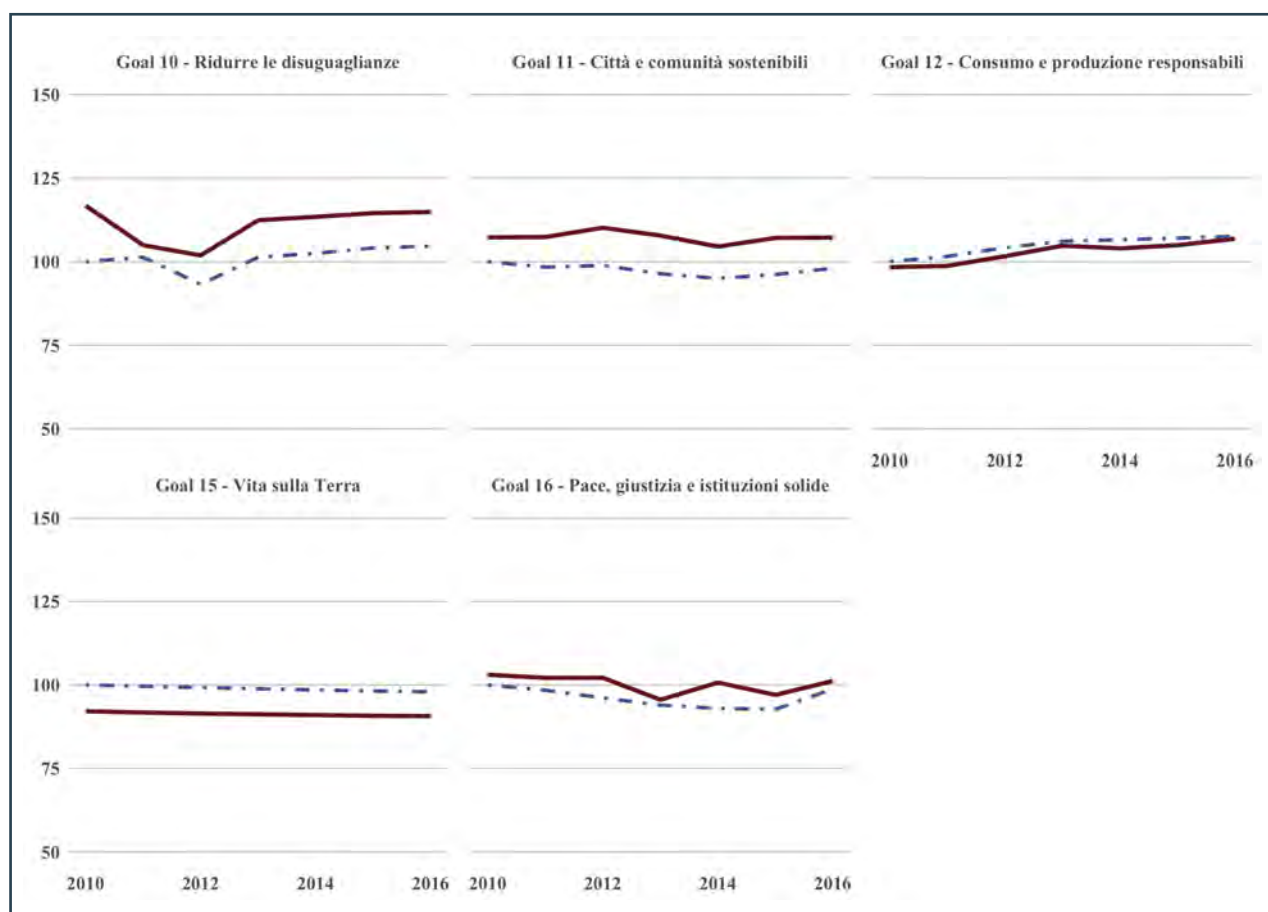 Goal 10 - Ridurre le disuguaglianze
Goal 11 - Città e comunità sostenibili
Goal 12 - Consumo e produzione responsabili
150
125
100
75
50
2010 2012 2014 2016
Goal 15 - Vita sulla Terra
Goal 16 - Pace, giustizia e istituzioni solide
150
125
100
75
50
2010 2012 2014 2016
2010 2012 2014 2016